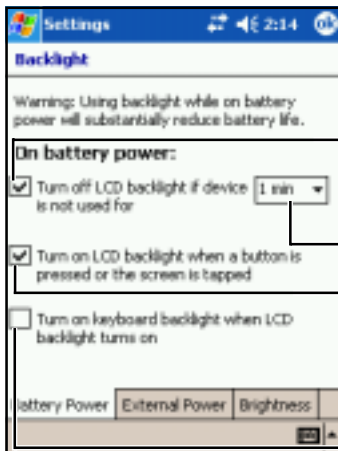 Settings 2:14 ok
Backlight
Warning: Using backlight while on battery
power will substantially reduce battery life.
On battery power:
Turn off LCD backlight if device 1 min
is not used for
Turn on LCD backlight when a button is
pressed or the screen is tapped
Turn on keyboard backlight when LCD
backlight turns on
attery Power External Power Brightness